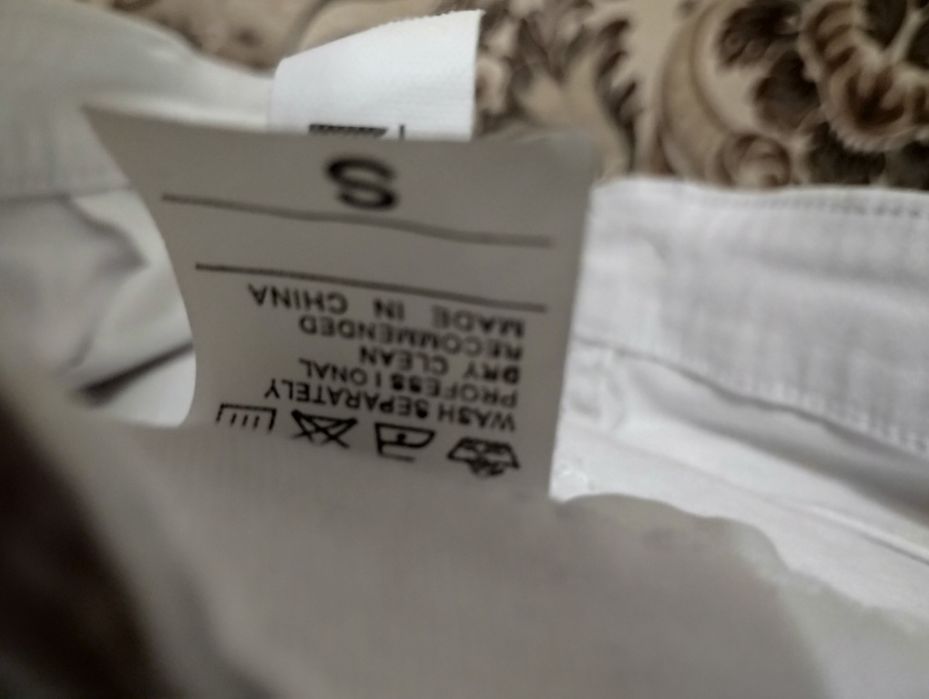 WASH SEPARATELY
PROFESSIONAL
DRY CLEAN
RECOMMENDED
MADE IN CHINA
S